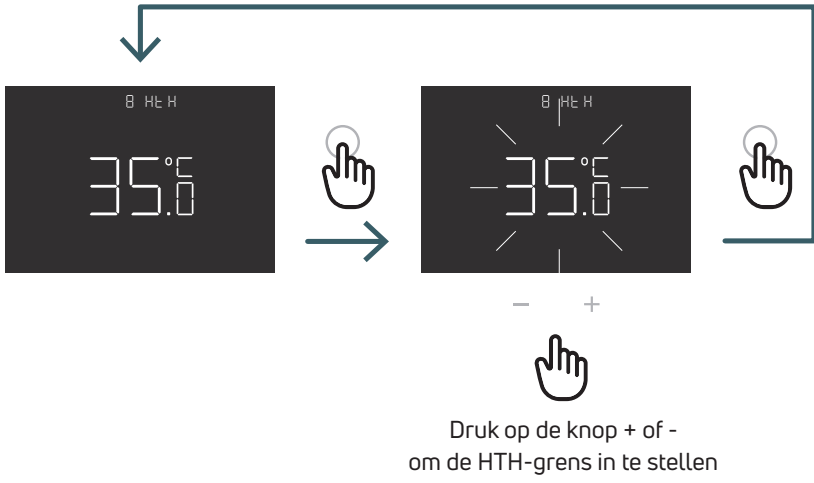 8 HtH
35.0 °C
8 HtH
35.0 °C
- +
Druk op de knop + of -
om de HTH-grens in te stellen